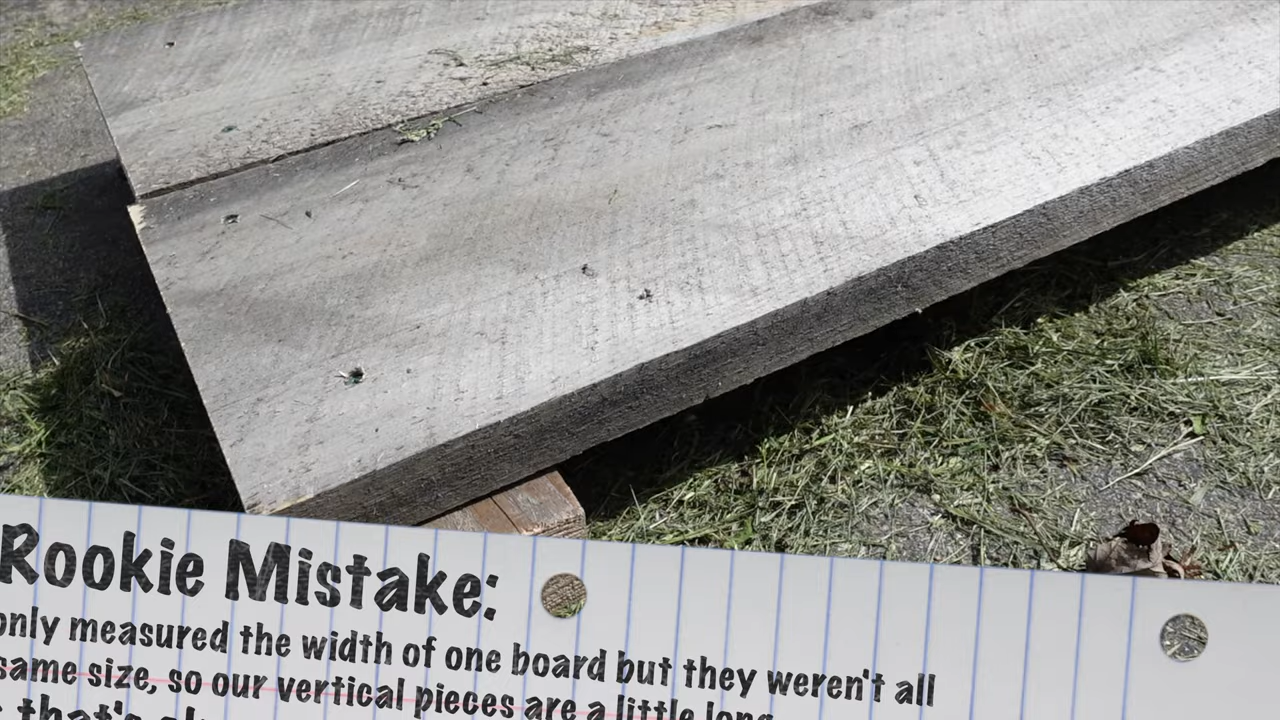 Rookie Mistake:
only measured the width of one board but they weren't all
same size, so our vertical pieces are a little long
that's